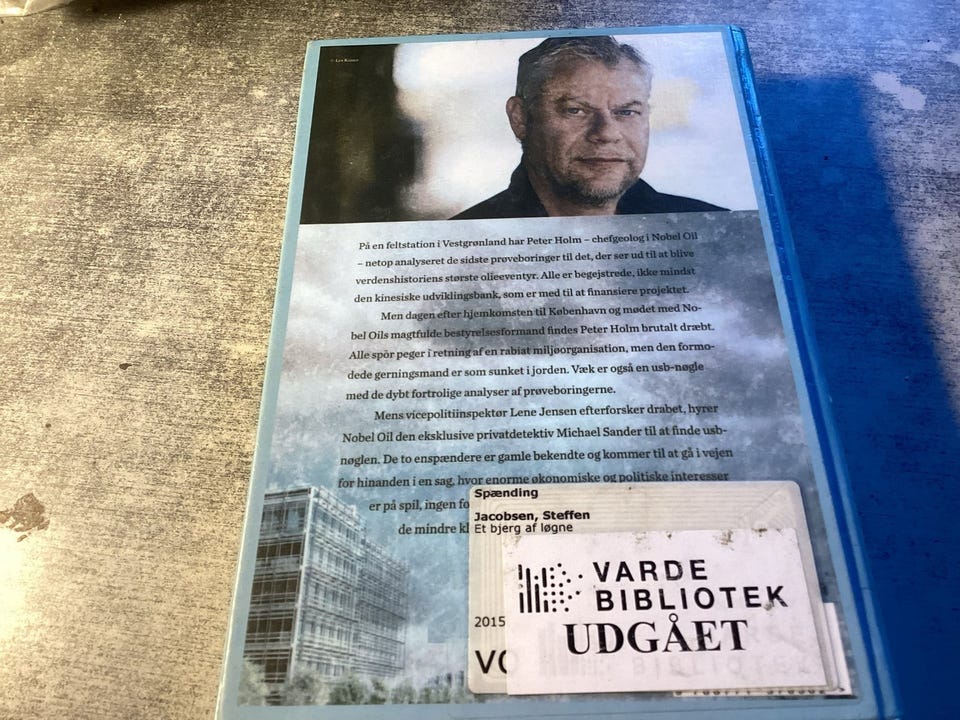 © Les Kaner
På en feltstation i Vestgrønland har Peter Holm – chefgeolog i Nobel Oil
– netop analyseret de sidste prøveboringer til det, der ser ud til at blive
verdenshistoriens største olieeventyr. Alle er begejstrede, ikke mindst
den kinesiske udviklingsbank, som er med til at finansiere projektet.
Men dagen efter hjemkomsten til København og mødet med No-
bel Oils magtfulde bestyrelsesformand findes Peter Holm brutalt dræbt.
Alle spor peger i retning af en rabiat miljøorganisation, men den formo-
dede gerningsmand er som sunket i jorden. Væk er også en usb-nøgle
med de dybt fortrolige analyser af prøveboringerne.
Mens vicepolitiinspektør Lene Jensen efterforsker drabet, hyrer
Nobel Oil den eksklusive privatdetektiv Michael Sander til at finde usb-
nøglen. De to enspændere er gamle bekendte og kommer til at gå i vejen
for hinanden i en sag, hvor enorme økonomiske og politiske interesser
er på spil, ingen fo
de mindre kl
Spænding
Jacobsen, Steffen
Et bjerg af løgne
2015
VO
VARDE
BIBLIOTEK
UDGÅET